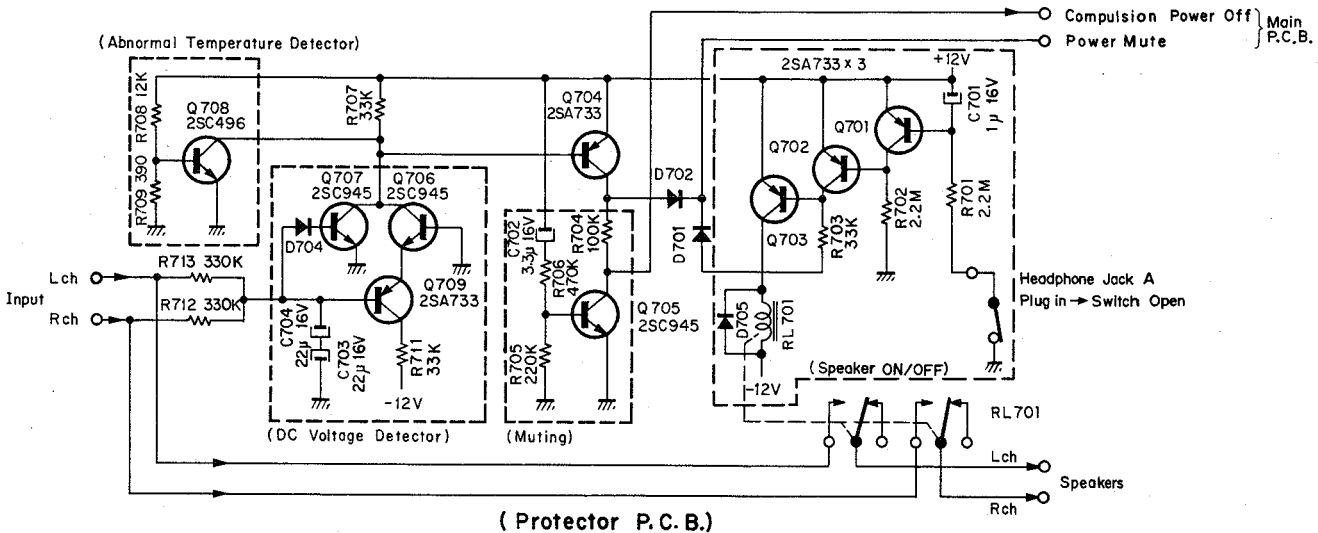 Compulsion Power Off
Power Mute
Main
P.C.B.
(Abnormal Temperature Detector)
R708 12K
R709 390
Q708
2SC496
R707
33K
Q704
2SA733
2SA733 x 3
+12V
C701
1μ 16V
Q701
Q702
Q703
D702
D701
R703
33K
R702
2.2M
R701
2.2M
Q707
2SC945
Q706
2SC945
D704
Q709
2SA733
C704
22μ 16V
C703
22μ 16V
R711
33K
-12V
(DC Voltage Detector)
C702
3.3μ 16V
R706
470K
R704
100K
R705
220K
Q705
2SC945
(Muting)
Input
Lch
Rch
R713 330K
R712 330K
D705
RL701
-12V
Headphone Jack A
Plug in → Switch Open
(Speaker ON/OFF)
RL701
Lch
Rch
Speakers
(Protector P.C.B.)